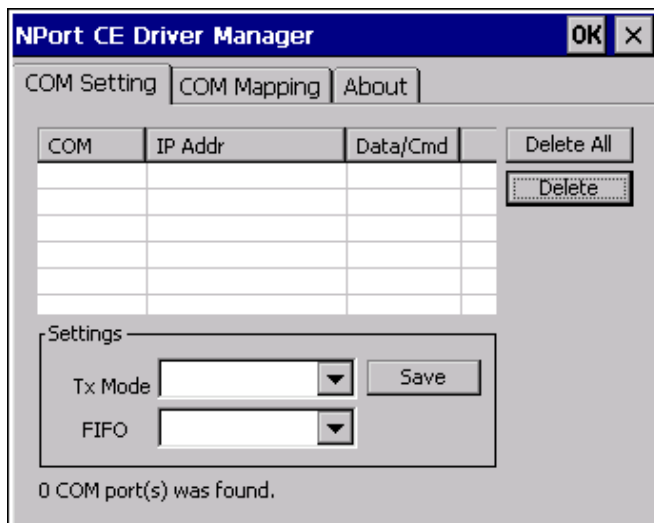 NPort CE Driver Manager OK ×
COM Setting COM Mapping About
COM IP Addr Data/Cmd Delete All
Delete
Settings
Tx Mode Save
FIFO
0 COM port(s) was found.